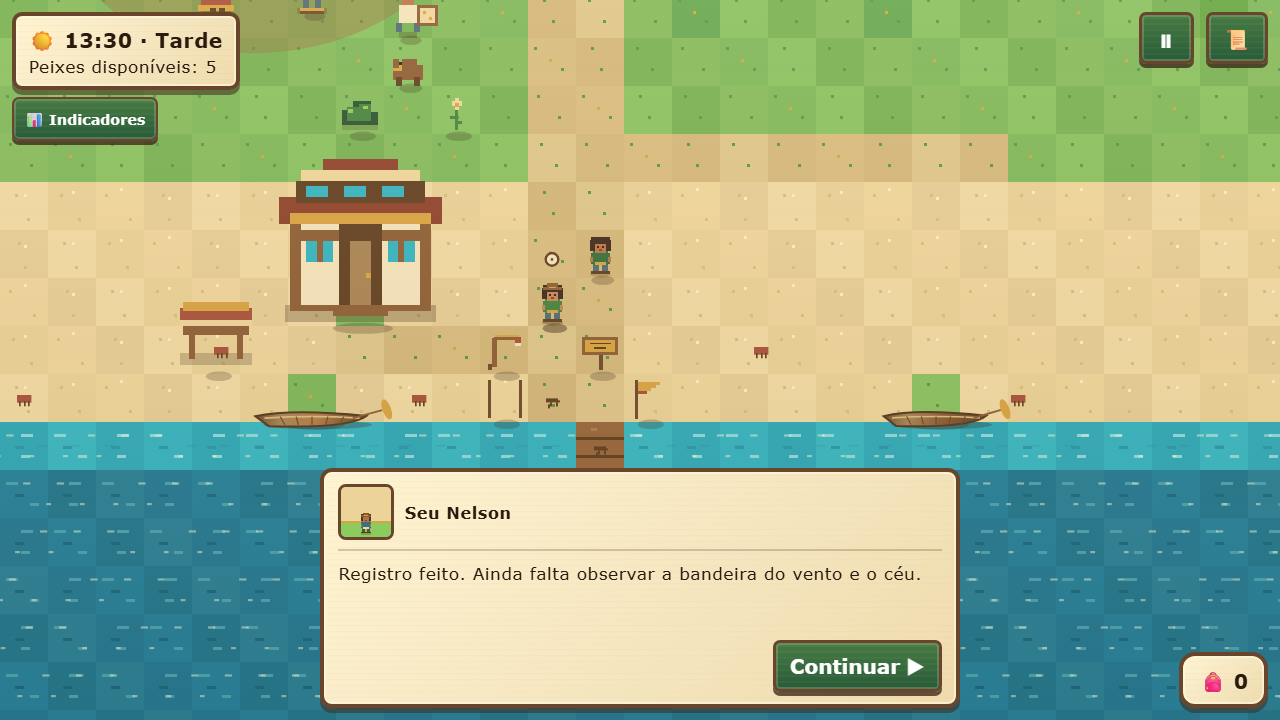 13:30 · Tarde
Peixes disponíveis: 5
Indicadores
Seu Nelson
Registro feito. Ainda falta observar a bandeira do vento e o céu.
Continuar ▶
0